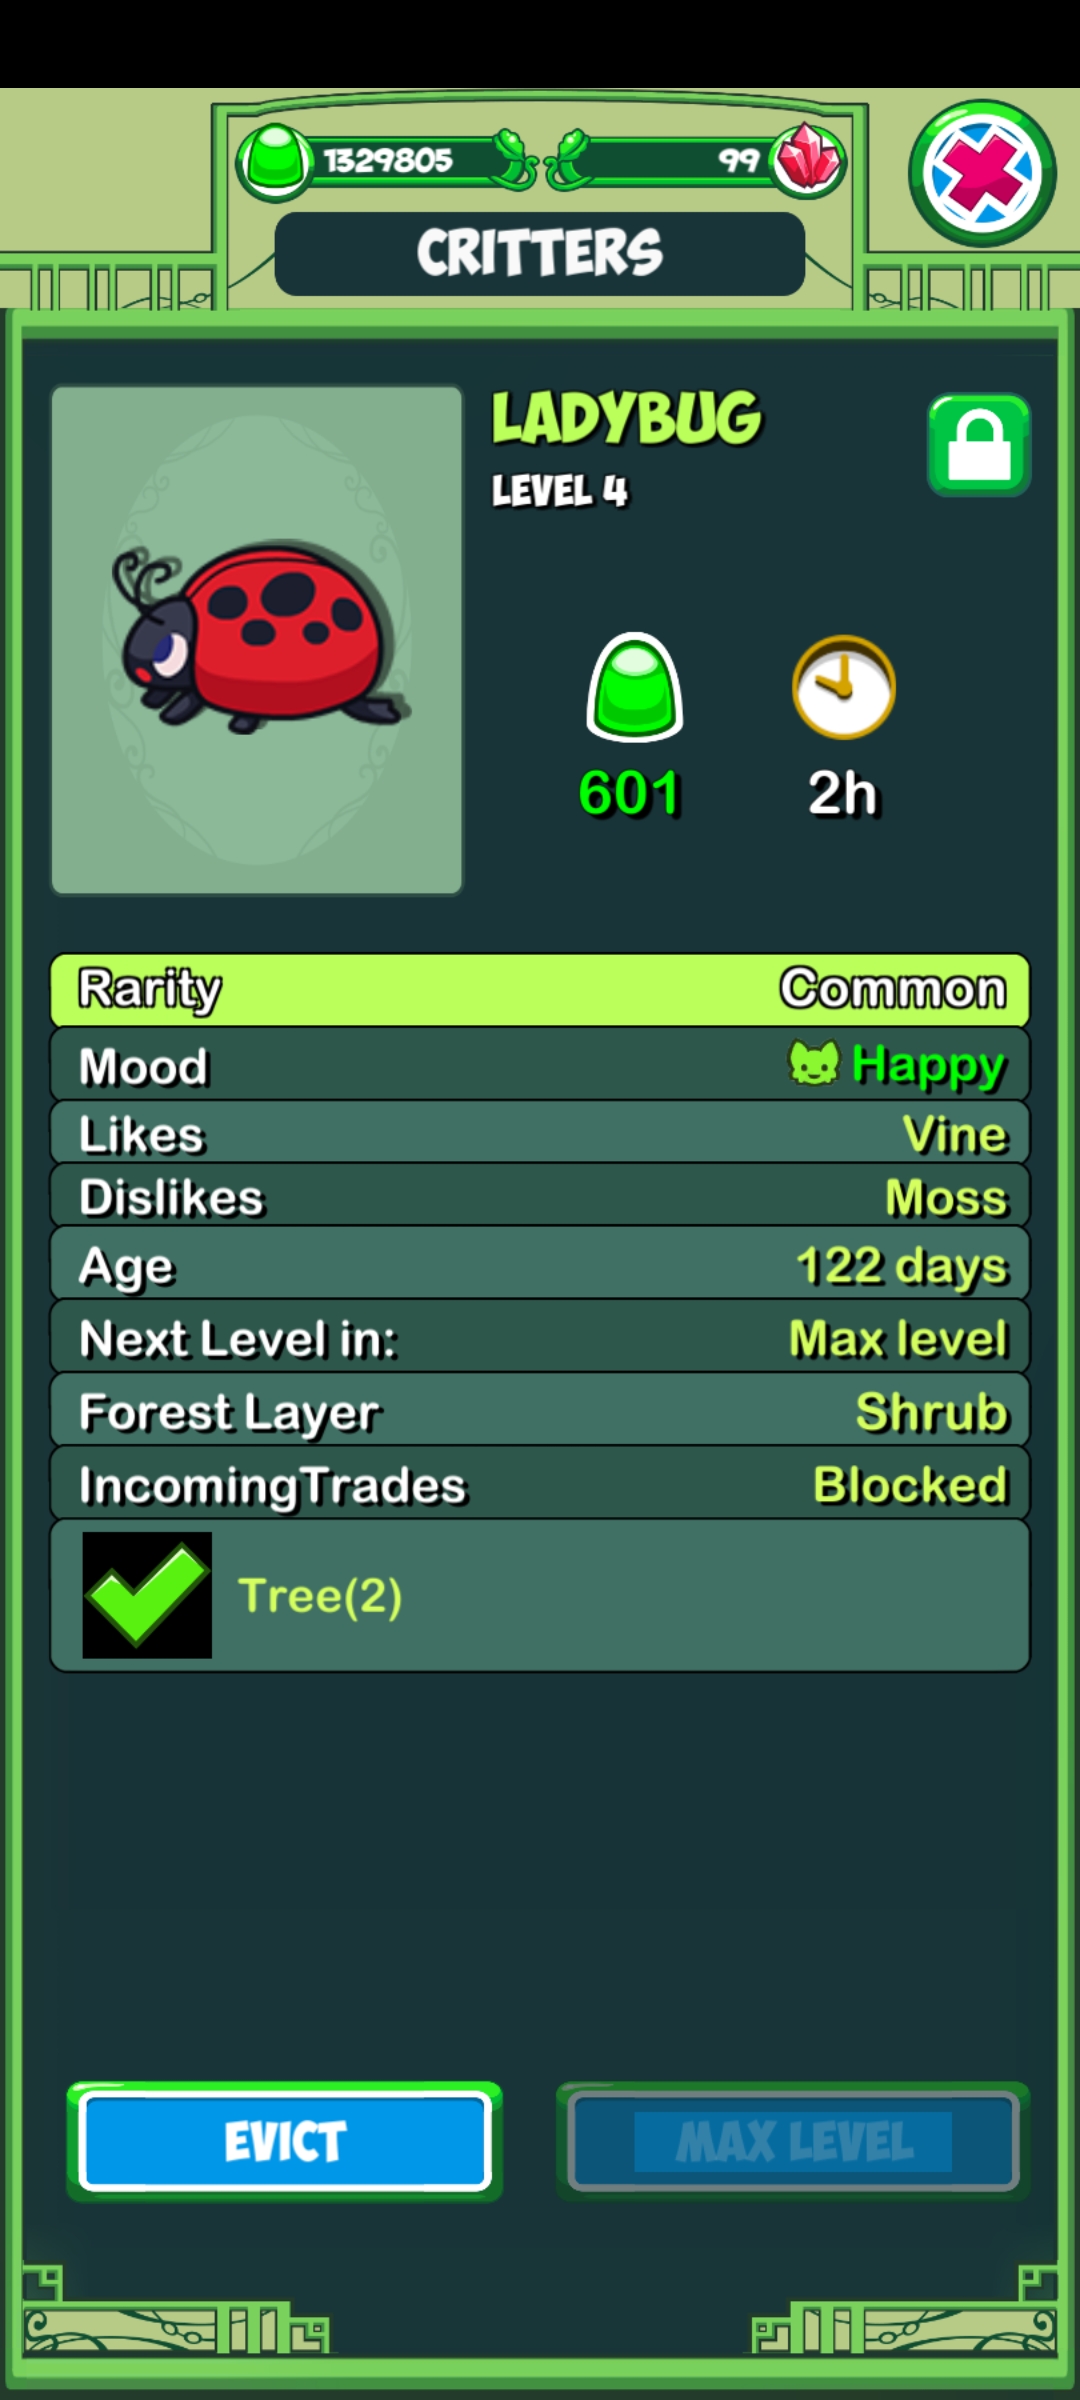 1329805
99
CRITTERS
LADYBUG
LEVEL 4
601
2h
Rarity Common
Mood Happy
Likes Vine
Dislikes Moss
Age 122 days
Next Level in: Max level
Forest Layer Shrub
IncomingTrades Blocked
Tree(2)
EVICT
MAX LEVEL